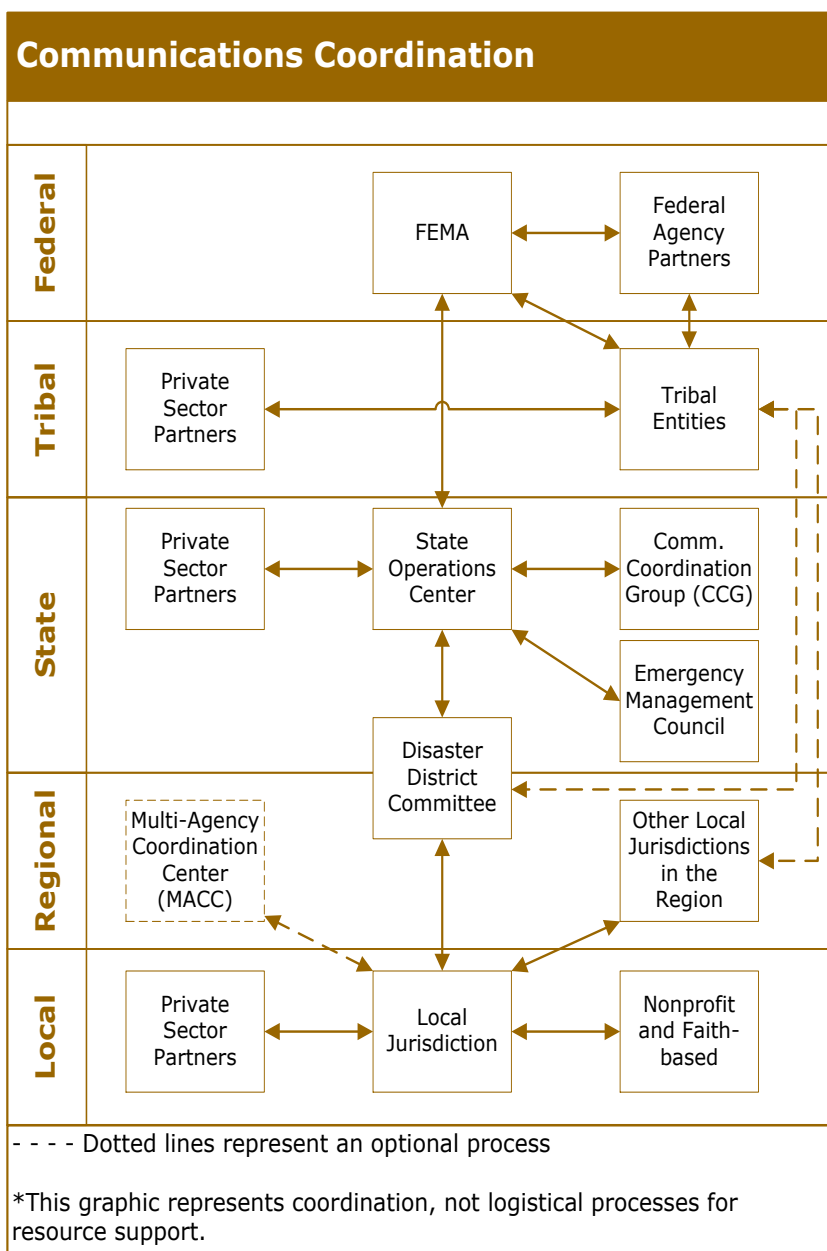 Communications Coordination
Federal
FEMA
Federal
Agency
Partners
Tribal
Private
Sector
Partners
Tribal
Entities
State
Private
Sector
Partners
State
Operations
Center
Comm.
Coordination
Group (CCG)
Emergency
Management
Council
Disaster
District
Committee
Regional
Multi-Agency
Coordination
Center
(MACC)
Other Local
Jurisdictions
in the
Region
Local
Private
Sector
Partners
Local
Jurisdiction
Nonprofit
and Faith-
based
- - - - Dotted lines represent an optional process
*This graphic represents coordination, not logistical processes for
resource support.